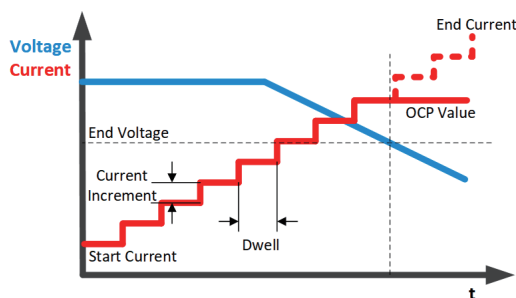 End Current
Voltage
Current
OCP Value
End Voltage
Current
Increment
Dwell
Start Current
t